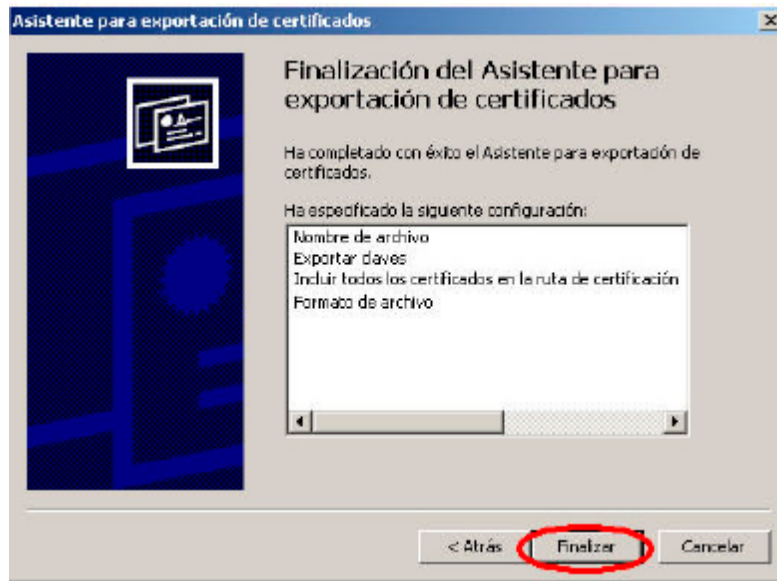 Asistente para exportación de certificados
Finalización del Asistente para
exportación de certificados
Ha completado con éxito el Asistente para exportación de
certificados.
Ha especificado la siguiente configuración:
Nombre de archivo
Exportar claves
Incluir todos los certificados en la ruta de certificación
Formato de archivo
< Atrás
Finalizar
Cancelar